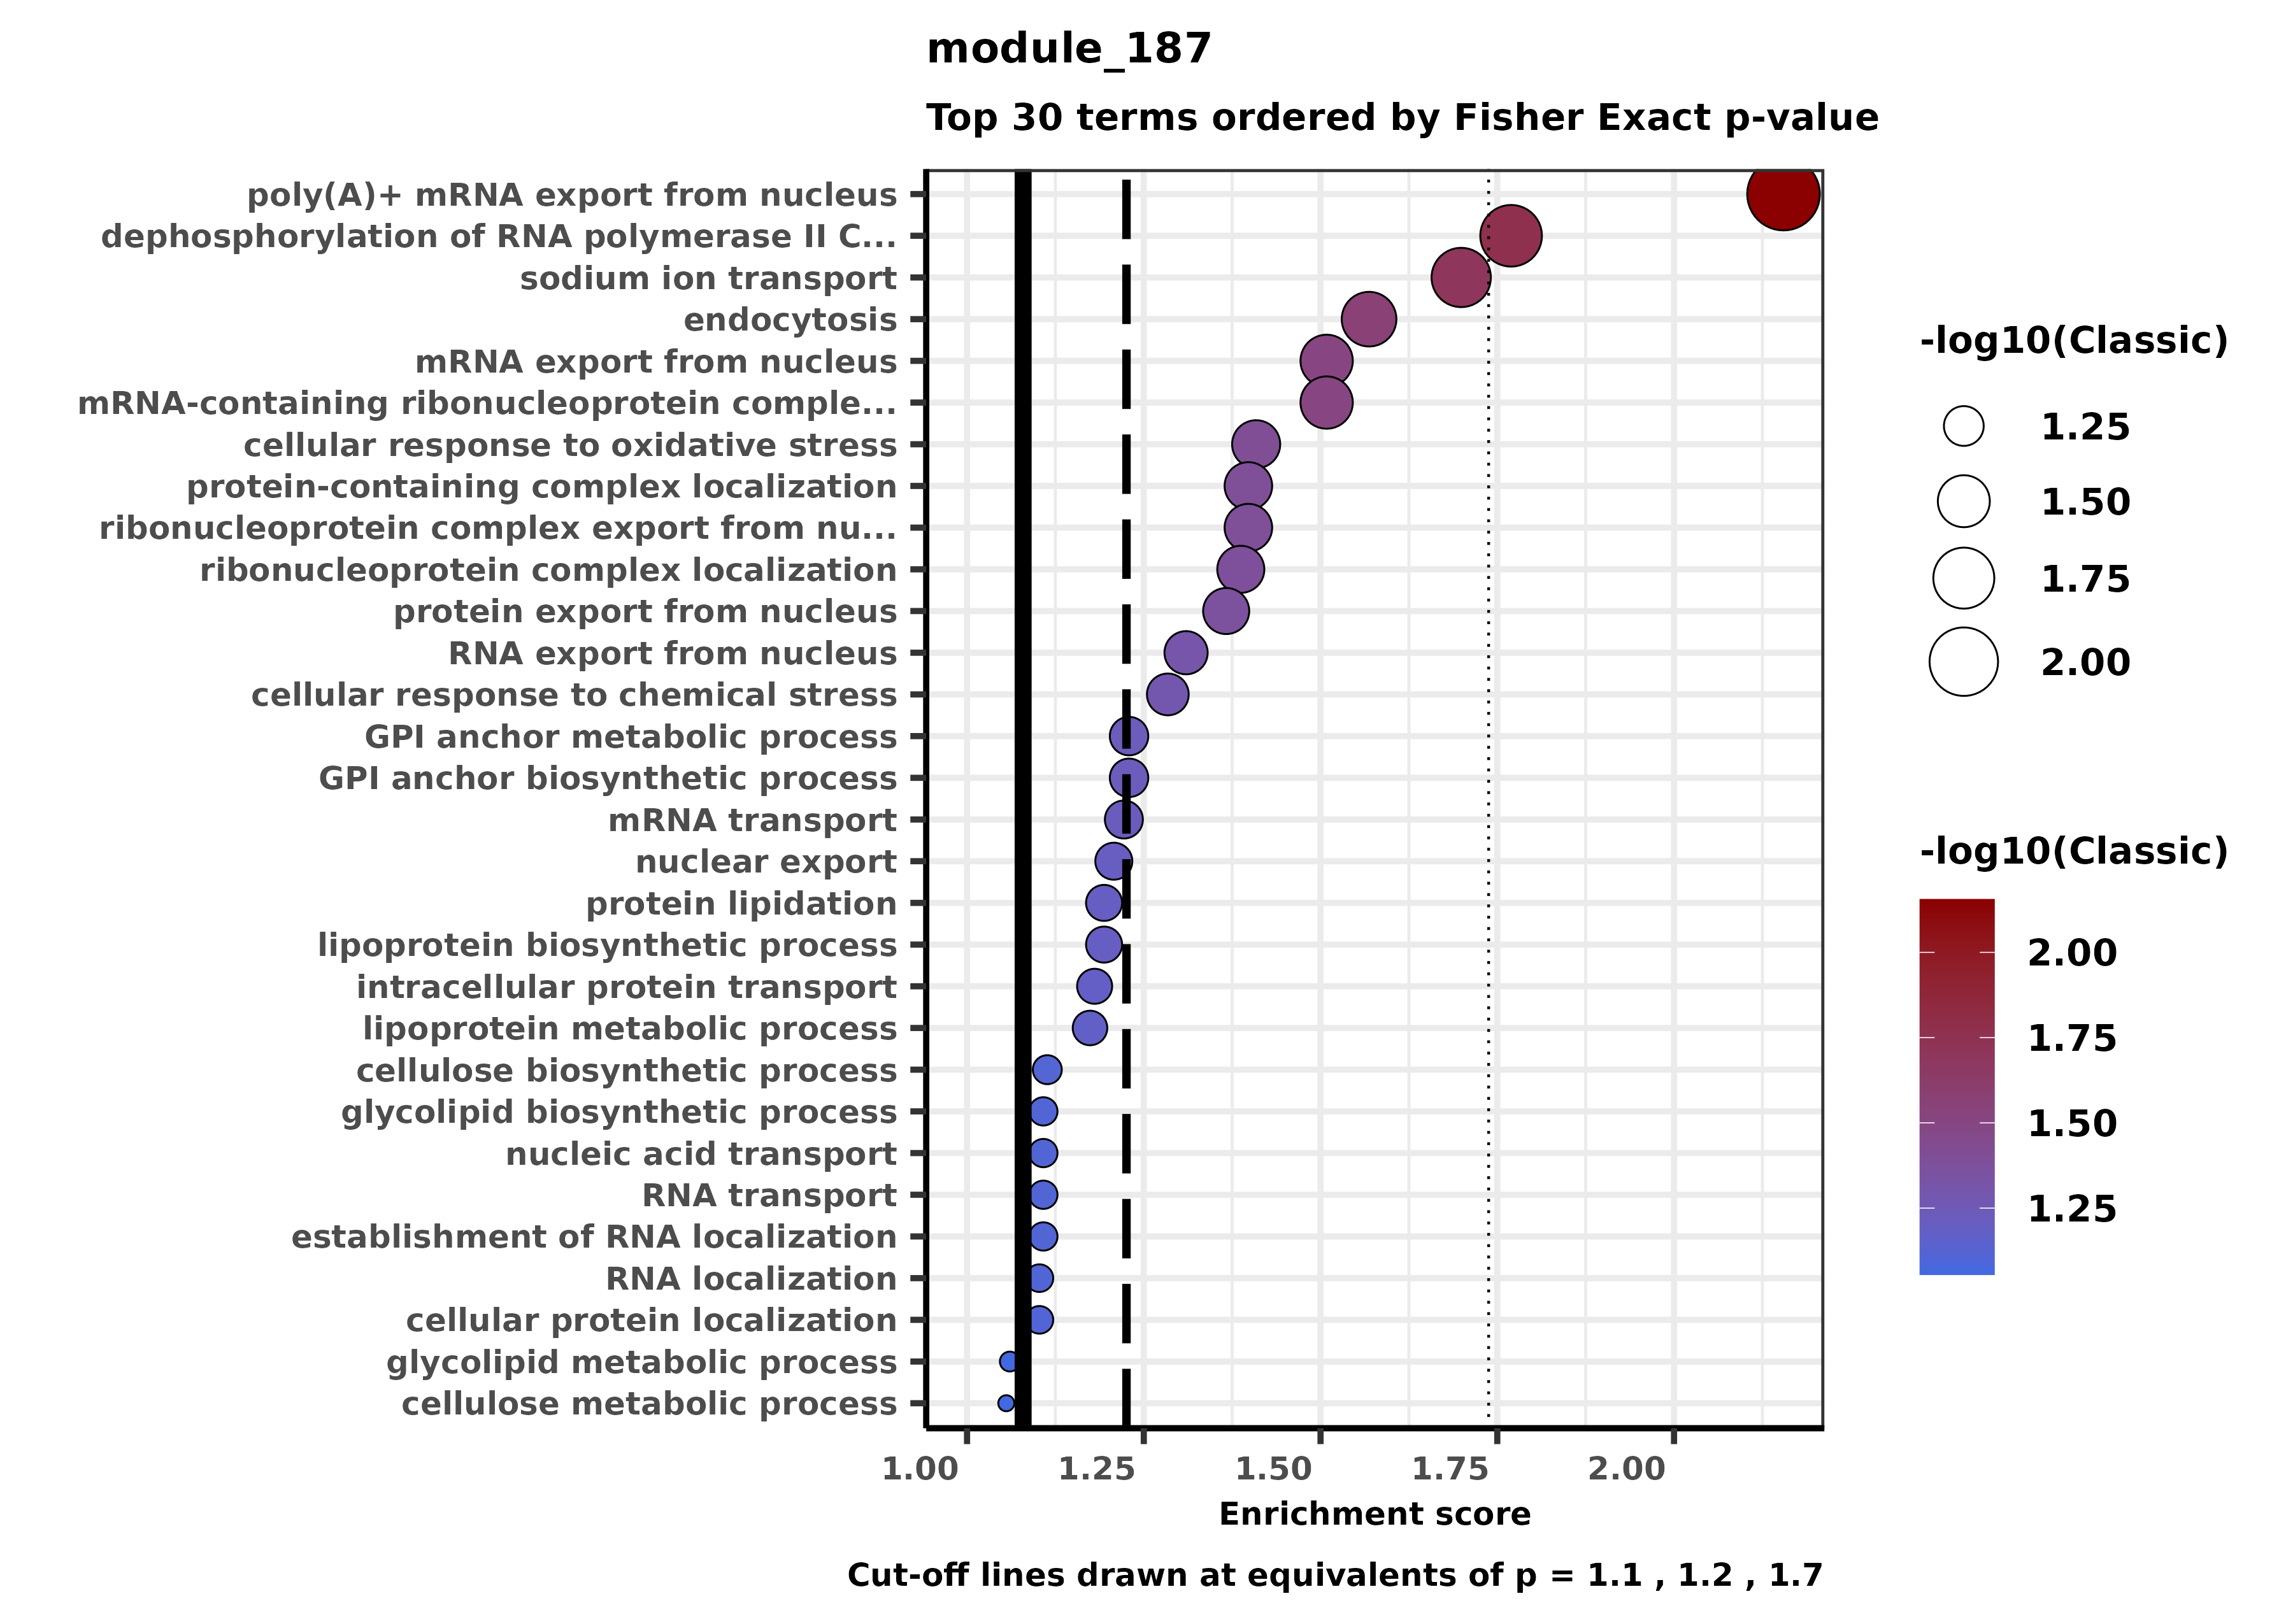 module_187
Top 30 terms ordered by Fisher Exact p-value
poly(A)+ mRNA export from nucleus
dephosphorylation of RNA polymerase II C...
sodium ion transport
endocytosis
mRNA export from nucleus
mRNA-containing ribonucleoprotein comple...
cellular response to oxidative stress
protein-containing complex localization
ribonucleoprotein complex export from nu...
ribonucleoprotein complex localization
protein export from nucleus
RNA export from nucleus
cellular response to chemical stress
GPI anchor metabolic process
GPI anchor biosynthetic process
mRNA transport
nuclear export
protein lipidation
lipoprotein biosynthetic process
intracellular protein transport
lipoprotein metabolic process
cellulose biosynthetic process
glycolipid biosynthetic process
nucleic acid transport
RNA transport
establishment of RNA localization
RNA localization
cellular protein localization
glycolipid metabolic process
cellulose metabolic process
1.00 1.25 1.50 1.75 2.00
Enrichment score
Cut-off lines drawn at equivalents of p = 1.1 , 1.2 , 1.7
-log10(Classic)
1.25
1.50
1.75
2.00
-log10(Classic)
2.00
1.75
1.50
1.25